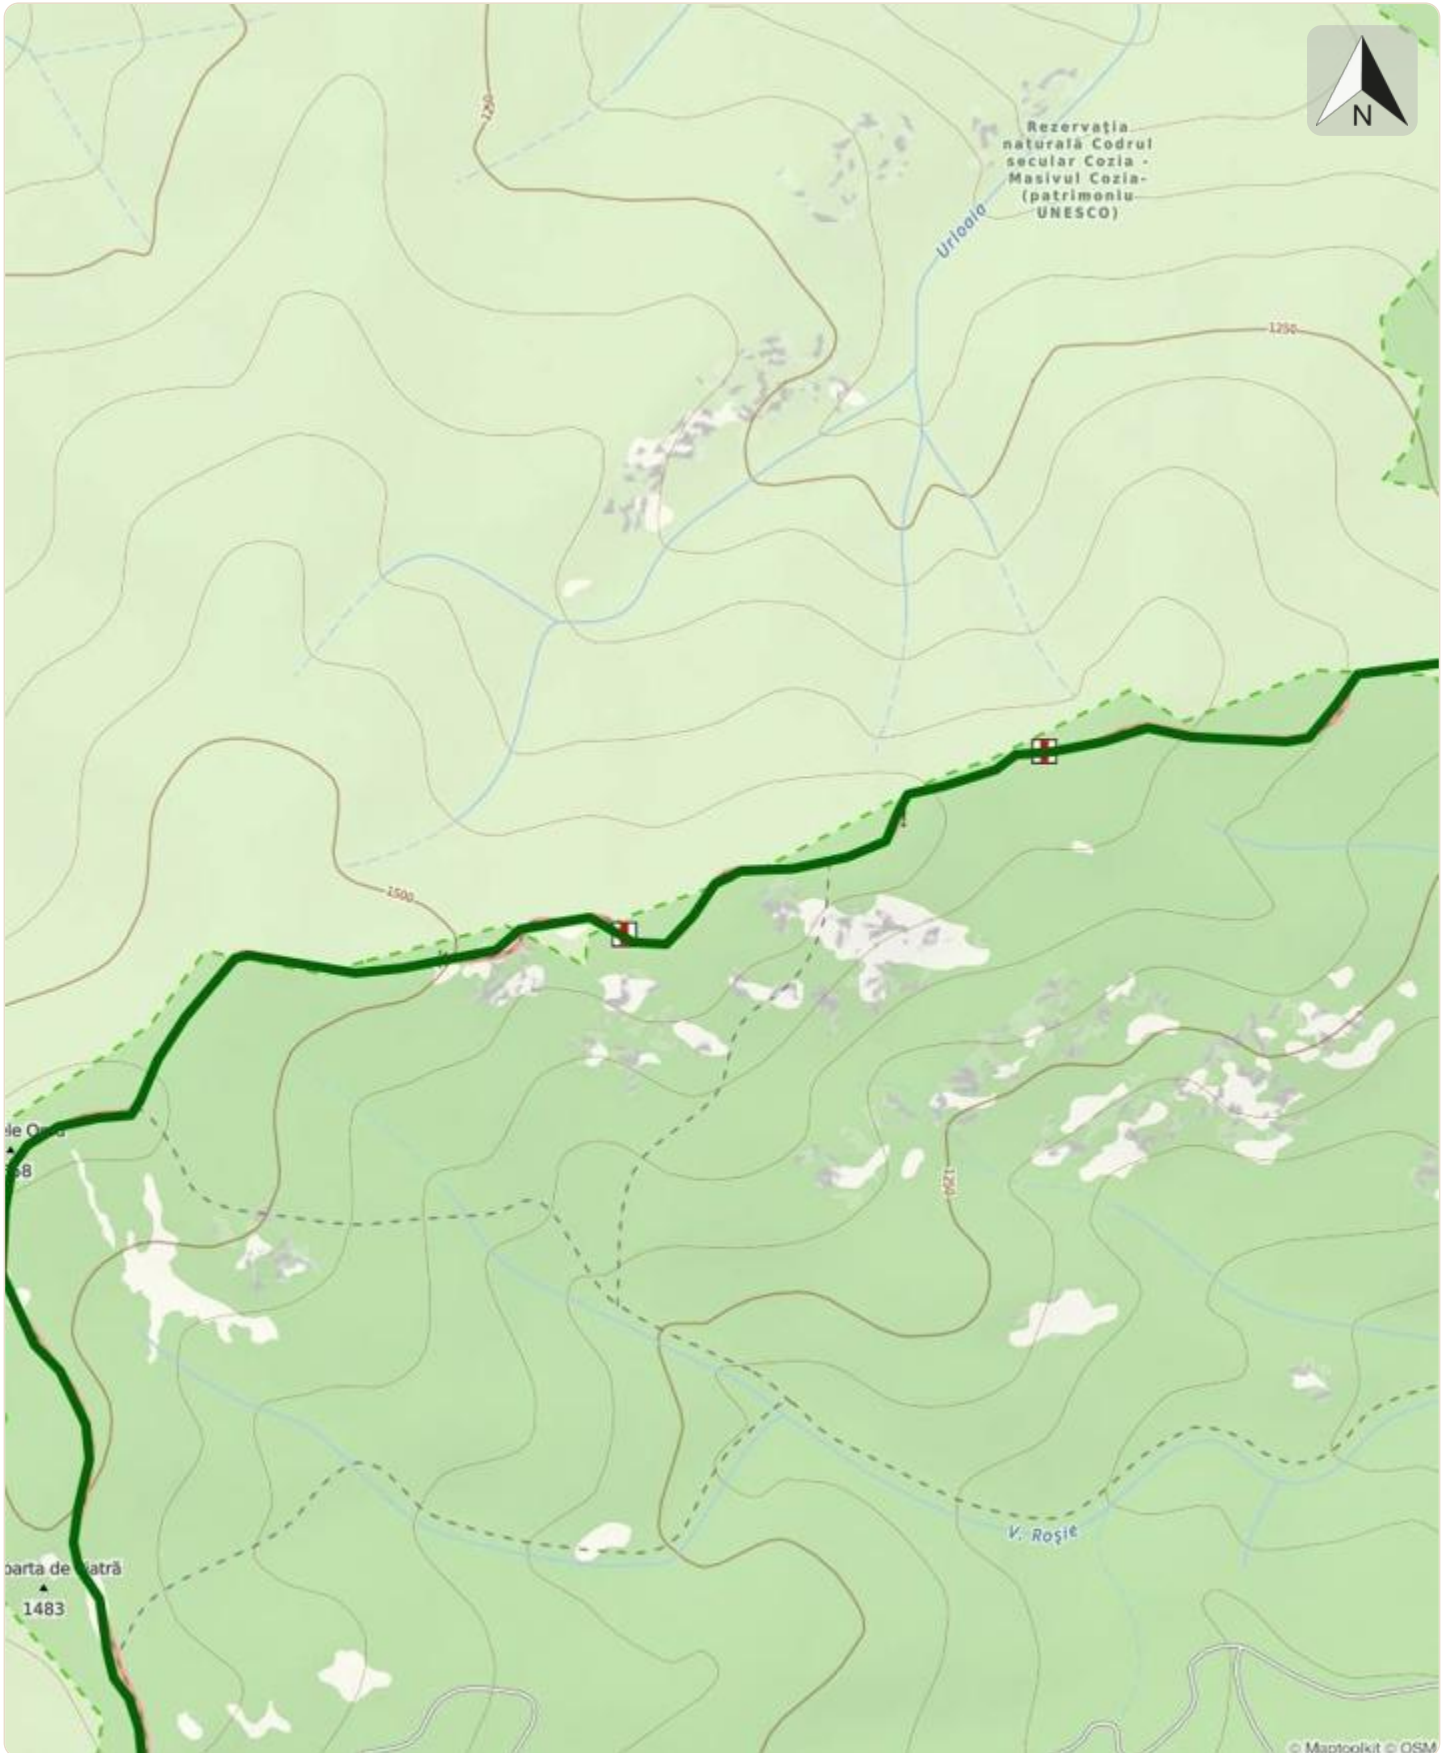 1250
N
Rezervația
naturală Codrul
secular Cozia -
Masivul Cozia-
(patrimoniu
UNESCO)
Urloaia
1250
1500
1250
V. Roșie
1483
© Maptoolkit © OSM